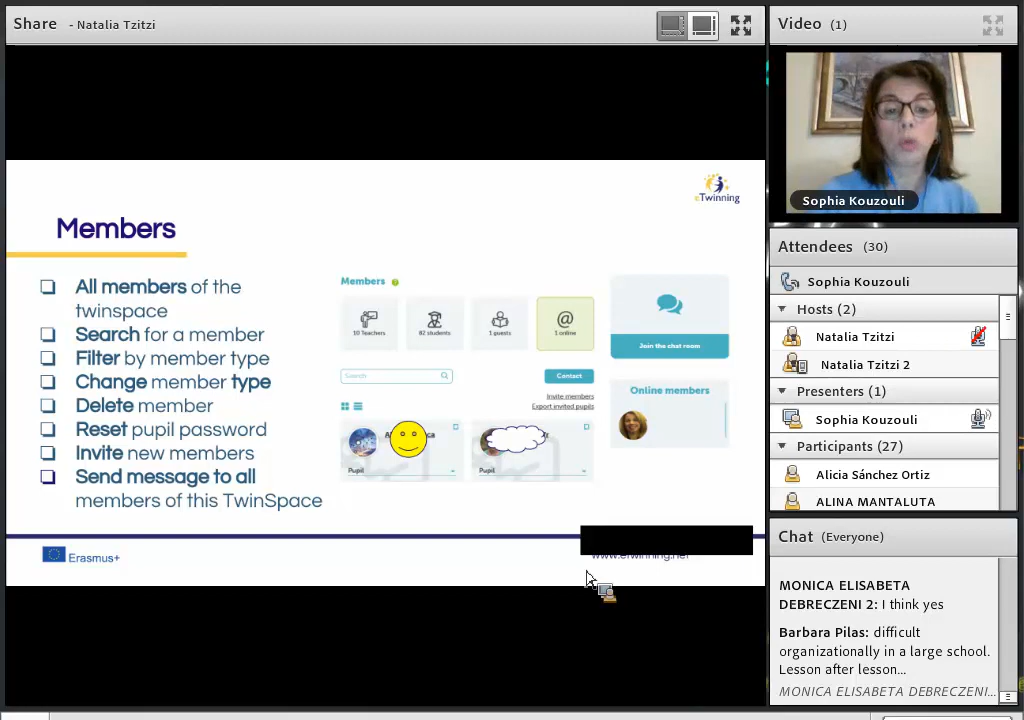 Share - Natalia Tzitzi
Video (1)
Sophia Kouzouli
eTwinning
Members
All members of the
twinspace
Search for a member
Filter by member type
Change member type
Delete member
Reset pupil password
Invite new members
Send message to all
members of this TwinSpace
Members
10 Teachers
82 students
1 guests
@
1 online
Join the chat room
Search
Contact
Invite members
Export invited pupils
Online members
Pupil
Pupil
Erasmus+
www.etwinning.net
Attendees (30)
Sophia Kouzouli
Hosts (2)
Natalia Tzitzi
Natalia Tzitzi 2
Presenters (1)
Sophia Kouzouli
Participants (27)
Alicia Sánchez Ortiz
ALINA MANTALUTA
Chat (Everyone)
MONICA ELISABETA
DEBRECZENI 2: I think yes
Barbara Pilas: difficult
organizationally in a large school.
Lesson after lesson...
MONICA ELISABETA DEBRECZENI...